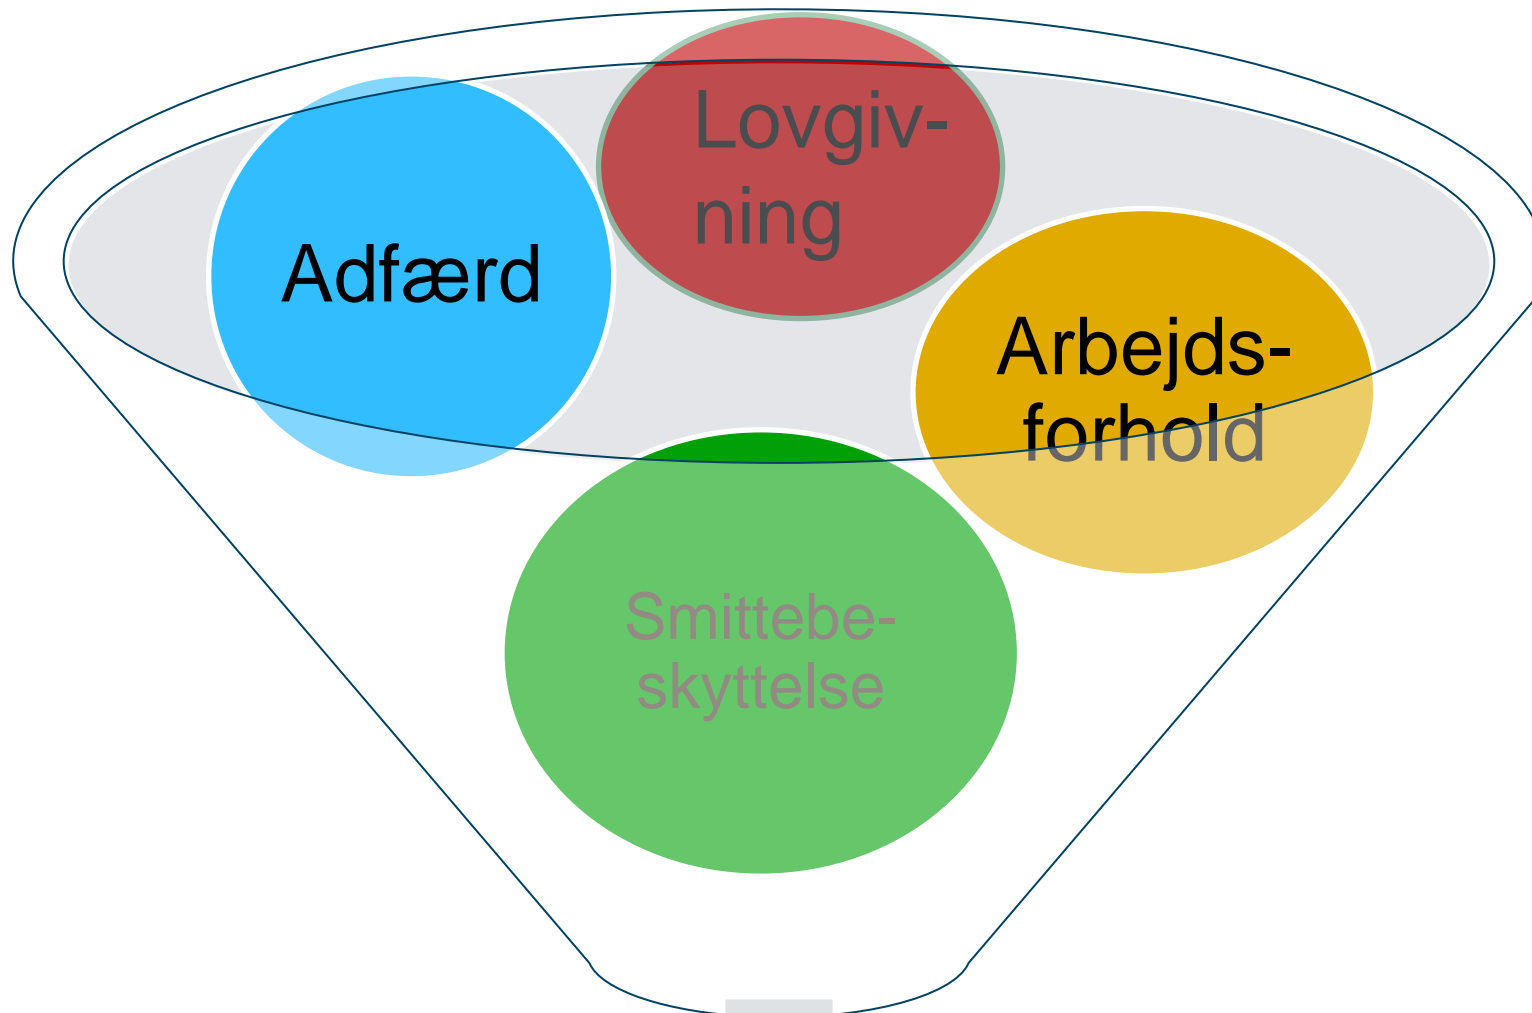 Lovgiv-
ning
Adfærd
Arbejds-
forhold
Smittebe-
skyttelse